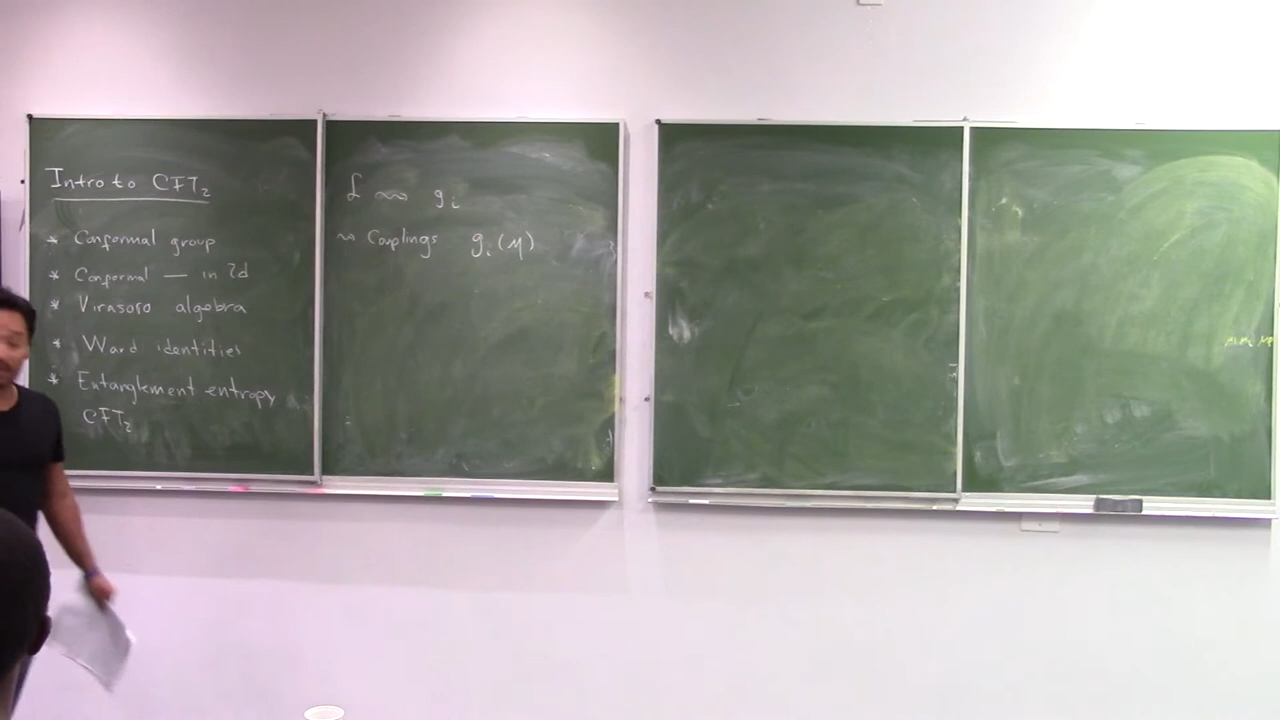 Intro to CFT₂
* Conformal group
* Conformal — in 2d
* Virasoro algebra
* Ward identities
* Entanglement entropy
CFT₂
ℒ ⇝ gᵢ
⇝ Couplings gᵢ(μ)